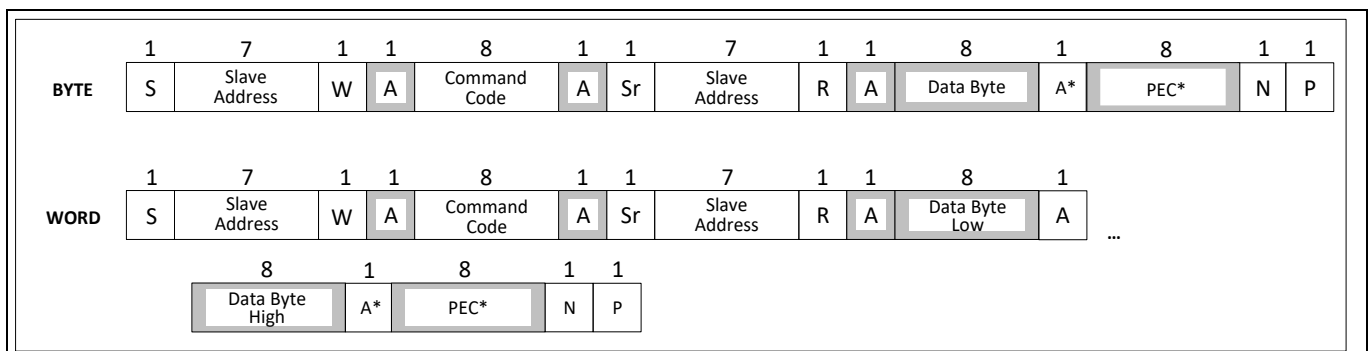 1 7 1 1 8 1 1 7 1 1 8 1 8 1 1
BYTE S Slave Address W A Command Code A Sr Slave Address R A Data Byte A* PEC* N P
1 7 1 1 8 1 1 7 1 1 8 1
WORD S Slave Address W A Command Code A Sr Slave Address R A Data Byte Low A ...
8 1 8 1 1
Data Byte High A* PEC* N P